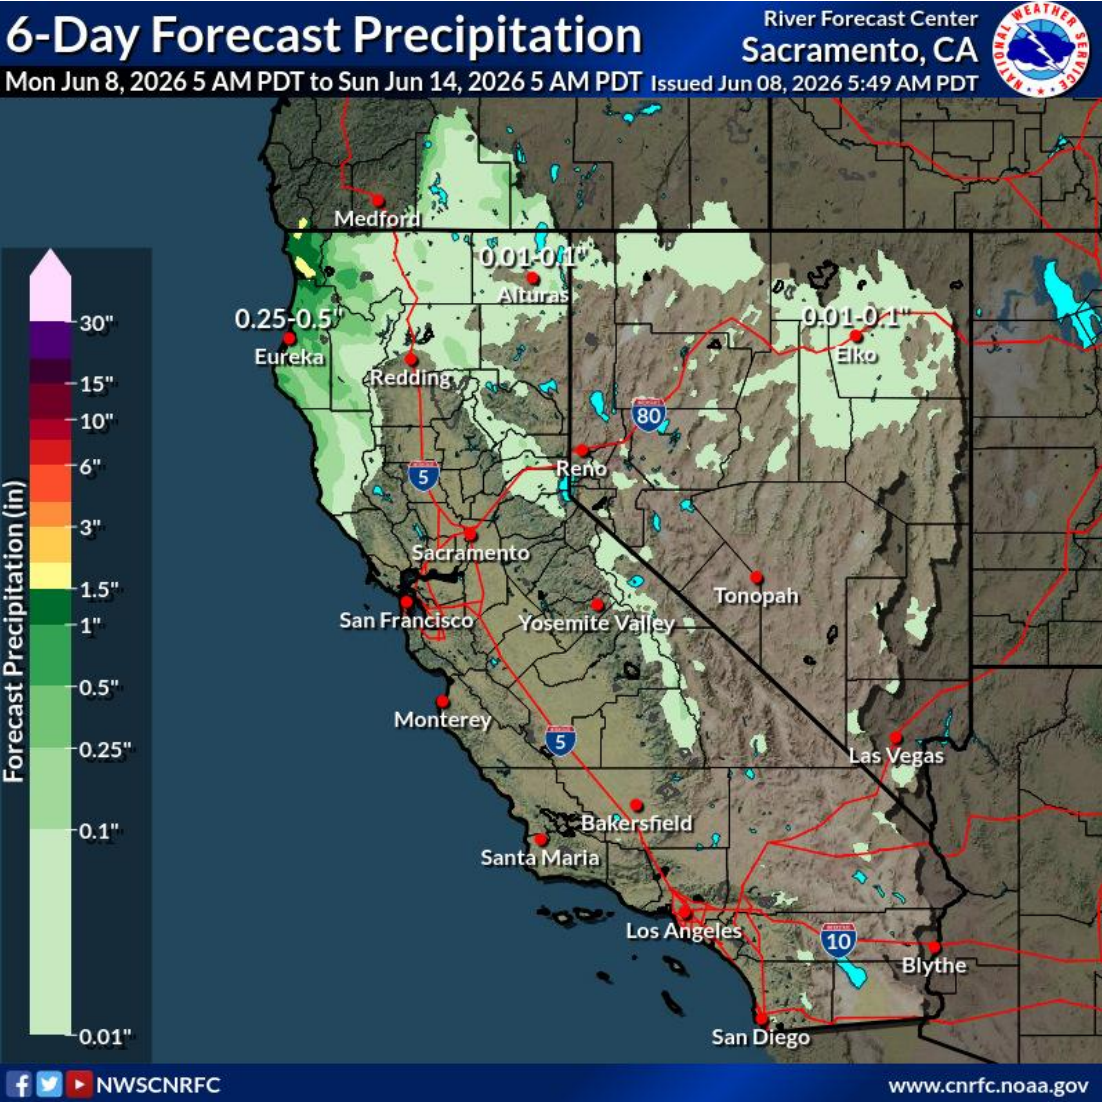 6-Day Forecast Precipitation
River Forecast Center
Sacramento, CA
Mon Jun 8, 2026 5 AM PDT to Sun Jun 14, 2026 5 AM PDT
Issued Jun 08, 2026 5:49 AM PDT
NATIONAL WEATHER SERVICE
Medford
0.01-0.1"
Alturas
0.25-0.5"
Eureka
0.01-0.1"
Elko
Redding
80
Reno
5
Sacramento
San Francisco
Yosemite Valley
Tonopah
Monterey
5
Las Vegas
Bakersfield
Santa Maria
Los Angeles
10
Blythe
San Diego
Forecast Precipitation (in)
30"
15"
10"
6"
3"
1.5"
1"
0.5"
0.25"
0.1"
0.01"
NWSCNRFC
www.cnrfc.noaa.gov